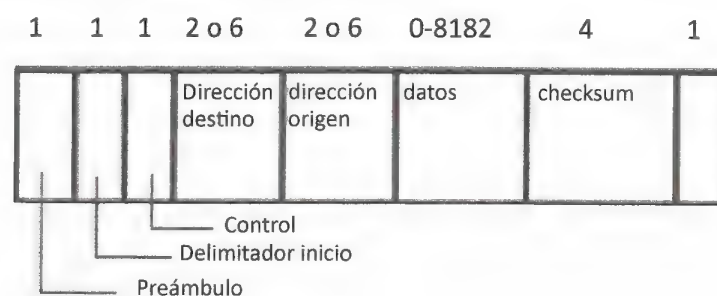 1 1 1 2 o 6 2 o 6 0-8182 4 1
Dirección dirección datos checksum
destino origen
Control
Delimitador inicio
Preámbulo